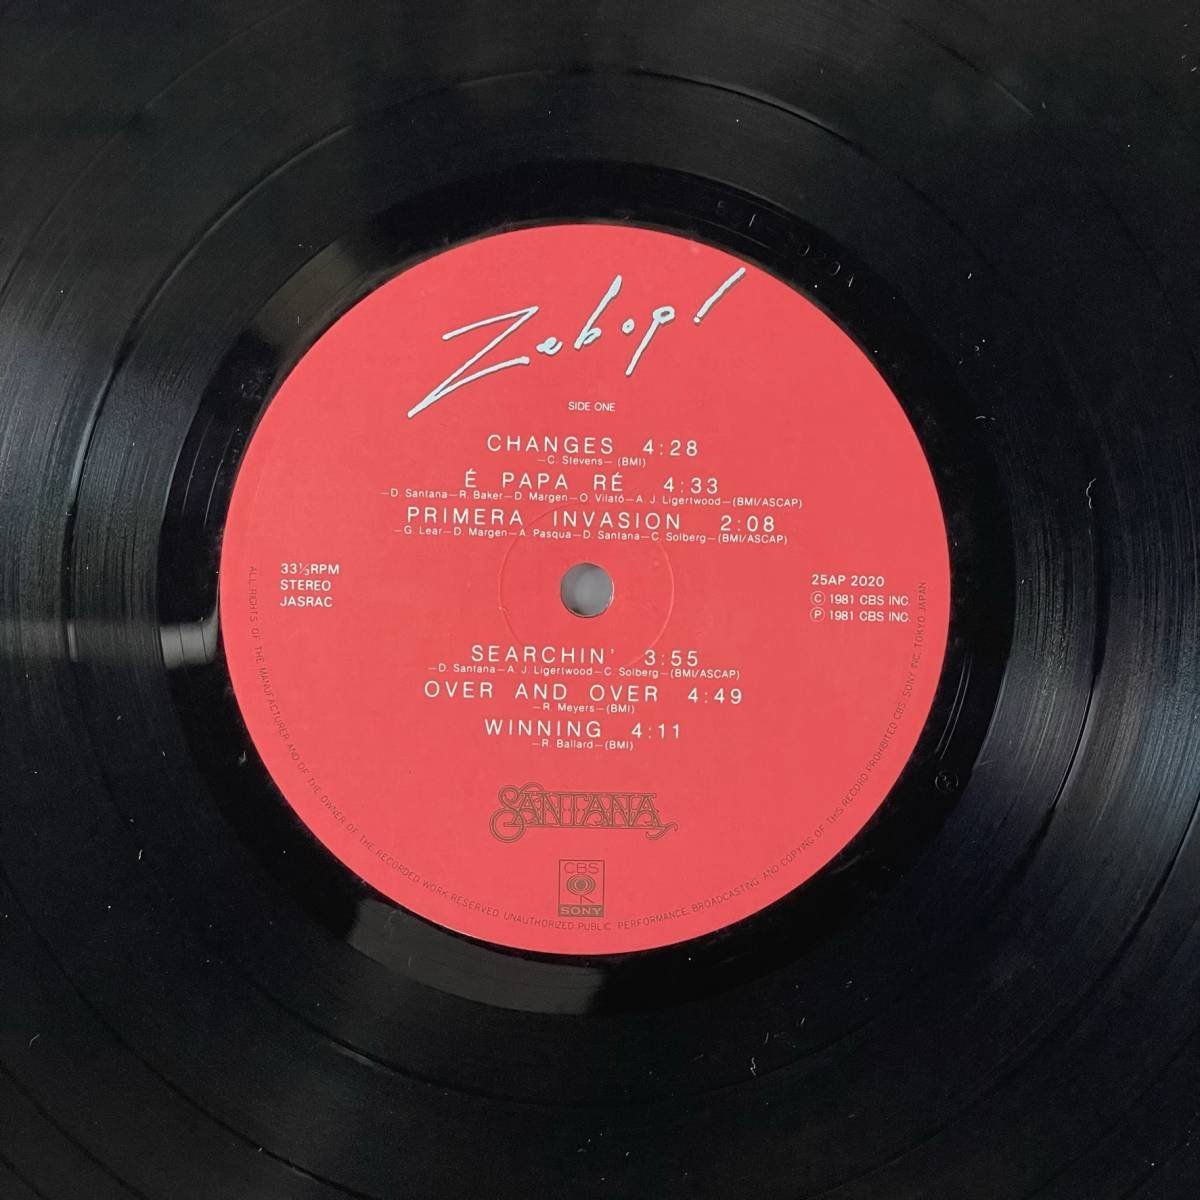 Zebop!
SIDE ONE
CHANGES 4:28
—C. Stevens— (BMI)
É PAPA RÉ 4:33
—D. Santana—R. Baker—D. Margen—O. Vilató—A. J. Ligertwood—(BMI/ASCAP)
PRIMERA INVASION 2:08
—G. Lear—D. Margen—A. Pasqua—D. Santana—C. Solberg—(BMI/ASCAP)
33⅓RPM
STEREO
JASRAC
25AP 2020
Ⓒ 1981 CBS INC.
Ⓟ 1981 CBS INC.
SEARCHIN' 3:55
—D. Santana—A. J. Ligertwood—C. Solberg—(BMI/ASCAP)
OVER AND OVER 4:49
—R. Meyers—(BMI)
WINNING 4:11
—R. Ballard—(BMI)
SANTANA
CBS
SONY
ALL RIGHTS OF THE MANUFACTURER AND OF THE OWNER OF THE RECORDED WORK RESERVED. UNAUTHORIZED PUBLIC PERFORMANCE, BROADCASTING AND COPYING OF THIS RECORD PROHIBITED. CBS/SONY INC. TOKYO JAPAN